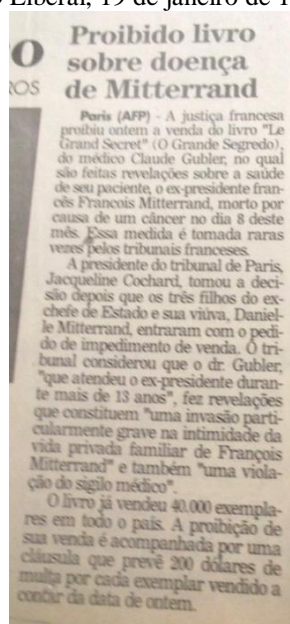 Liberal, 19 de janeiro de 1
O
ROS
Proibido livro
sobre doença
de Mitterrand
Paris (AFP) - A justiça francesa
proibiu ontem a venda do livro "Le
Grand Secret" (O Grande Segredo),
do médico Claude Gubler, no qual
são feitas revelações sobre a saúde
de seu paciente, o ex-presidente fran-
cês Francois Mitterrand, morto por
causa de um câncer no dia 8 deste
mês. Essa medida é tomada raras
vezes pelos tribunais franceses.
A presidente do tribunal de Paris,
Jacqueline Cochard, tomou a deci-
são depois que os três filhos do ex-
chefe de Estado e sua viúva, Daniel-
le Mitterrand, entraram com o pedi-
do de impedimento de venda. O tri-
bunal considerou que o dr. Gubler,
"que atendeu o ex-presidente duran-
te mais de 13 anos", fez revelações
que constituem "uma invasão parti-
cularmente grave na intimidade da
vida privada familiar de François
Mitterrand" e também "uma viola-
ção do sigilo médico".
O livro já vendeu 40.000 exempla-
res em todo o país. A proibição de
sua venda é acompanhada por uma
cláusula que prevê 200 dólares de
multa por cada exemplar vendido a
contar da data de ontem.